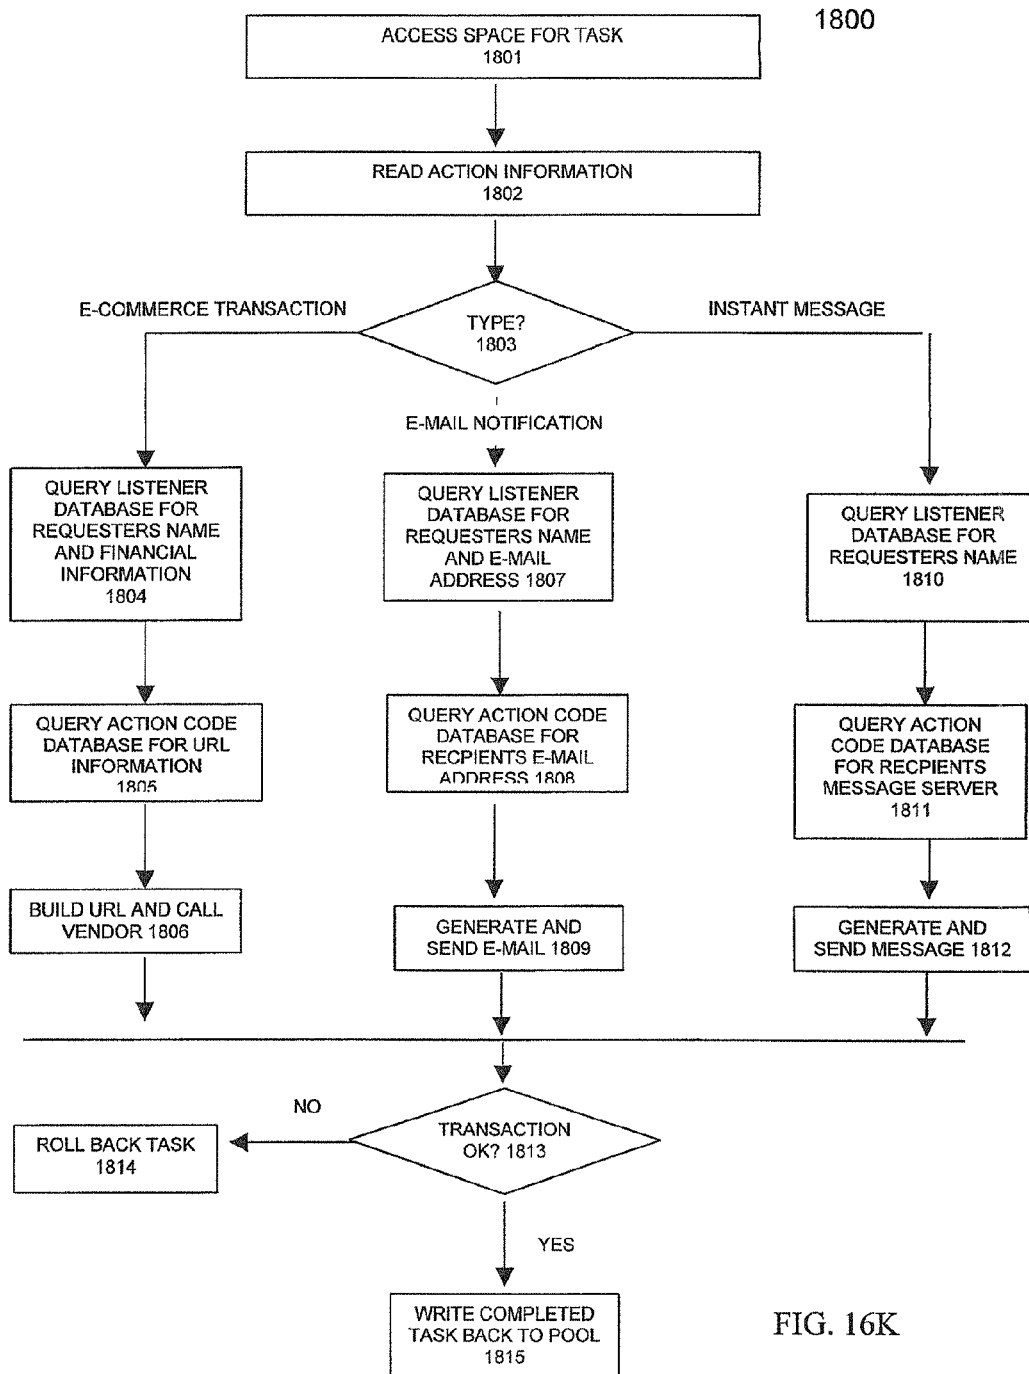 1800
ACCESS SPACE FOR TASK
1801
READ ACTION INFORMATION
1802
E-COMMERCE TRANSACTION
TYPE?
1803
INSTANT MESSAGE
E-MAIL NOTIFICATION
QUERY LISTENER
DATABASE FOR
REQUESTERS NAME
AND FINANCIAL
INFORMATION
1804
QUERY LISTENER
DATABASE FOR
REQUESTERS NAME
AND E-MAIL
ADDRESS 1807
QUERY LISTENER
DATABASE FOR
REQUESTERS NAME
1810
QUERY ACTION CODE
DATABASE FOR URL
INFORMATION
1805
QUERY ACTION CODE
DATABASE FOR
RECPIENTS E-MAIL
ADDRESS 1808
QUERY ACTION
CODE DATABASE
FOR RECPIENTS
MESSAGE SERVER
1811
BUILD URL AND CALL
VENDOR 1806
GENERATE AND
SEND E-MAIL 1809
GENERATE AND
SEND MESSAGE 1812
TRANSACTION
OK? 1813
NO
ROLL BACK TASK
1814
YES
WRITE COMPLETED
TASK BACK TO POOL
1815
FIG. 16K